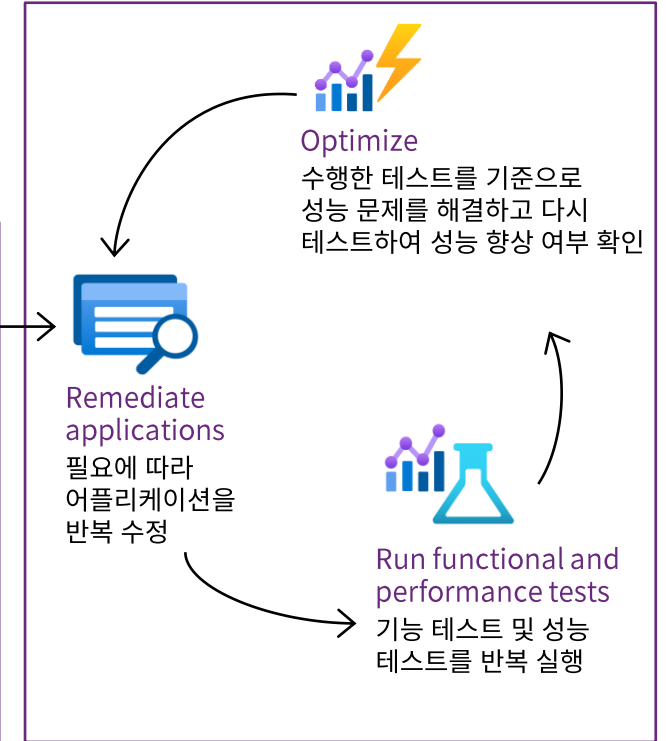 Optimize
수행한 테스트를 기준으로
성능 문제를 해결하고 다시
테스트하여 성능 향상 여부 확인
Remediate
applications
필요에 따라
어플리케이션을
반복 수정
Run functional and
performance tests
기능 테스트 및 성능
테스트를 반복 실행